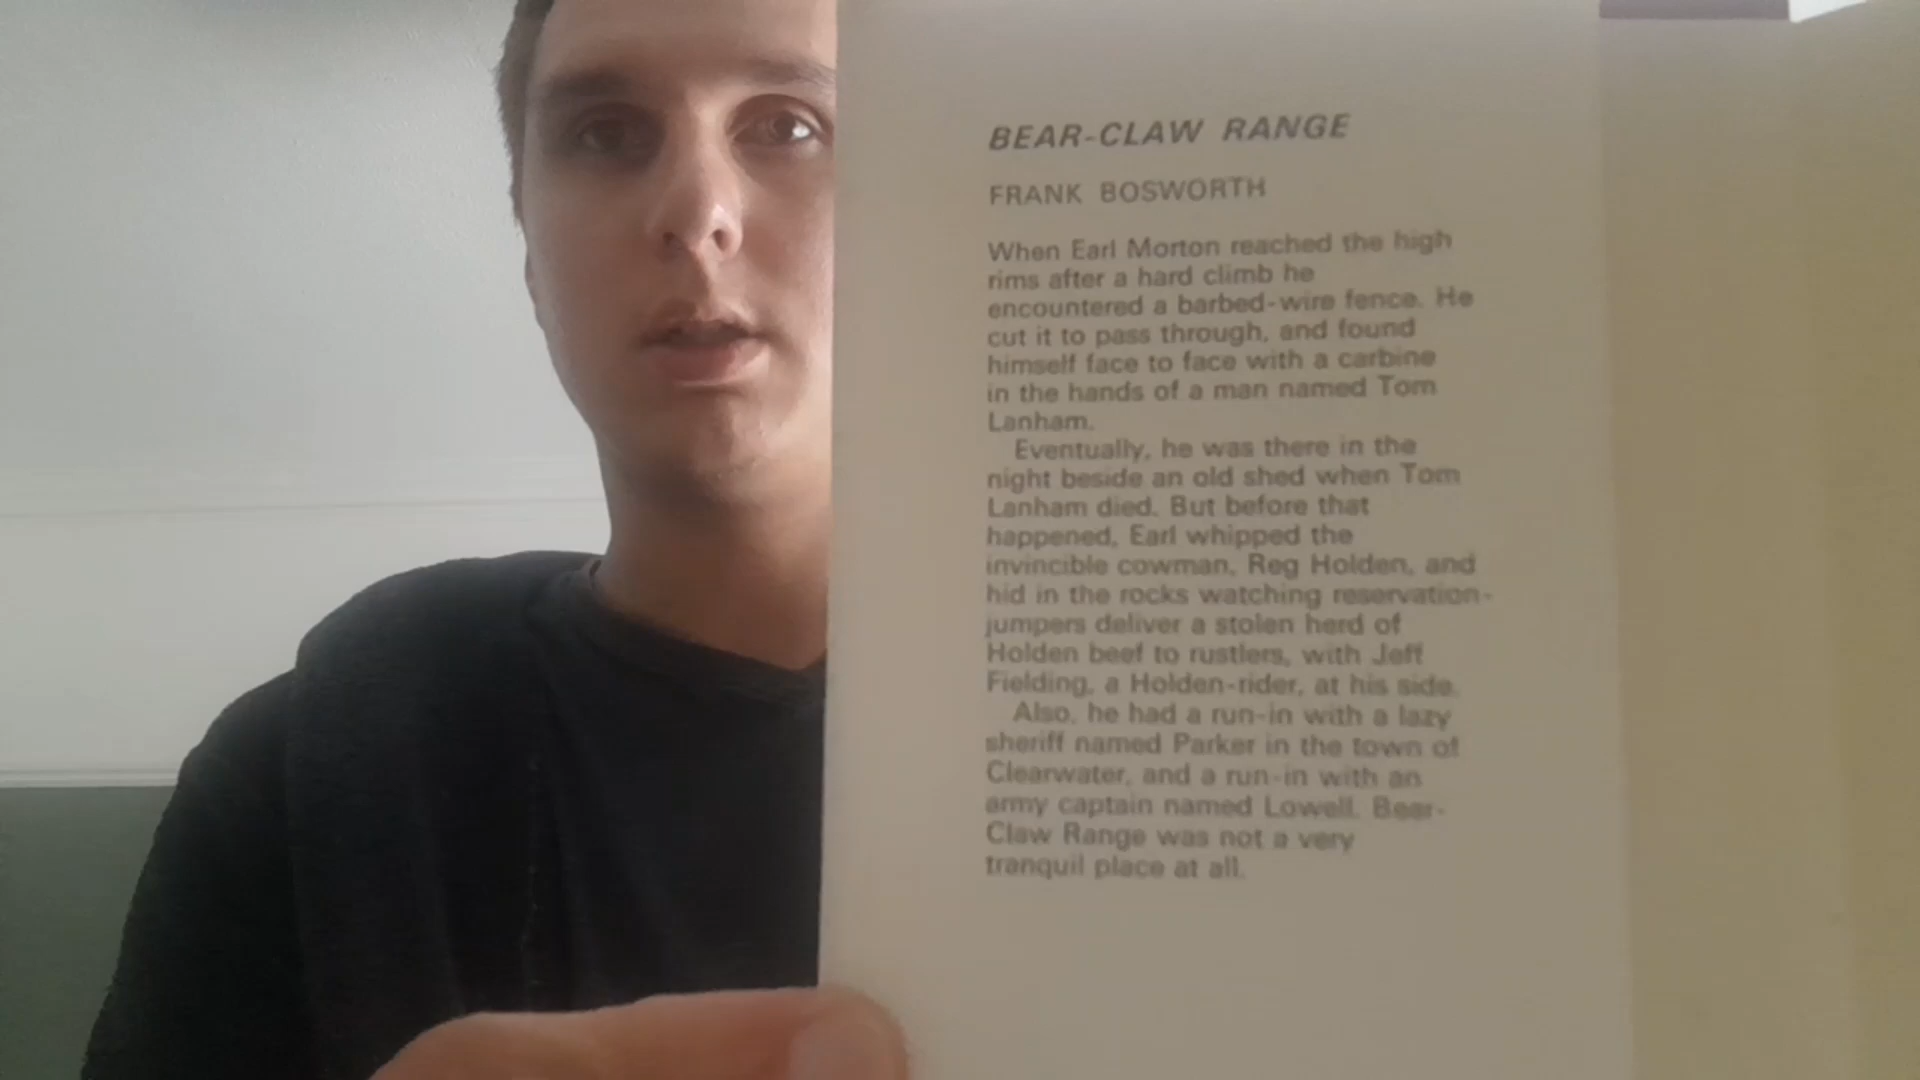 BEAR-CLAW RANGE
FRANK BOSWORTH
When Earl Morton reached the high
rims after a hard climb he
encountered a barbed-wire fence. He
cut it to pass through, and found
himself face to face with a carbine
in the hands of a man named Tom
Lanham.
Eventually, he was there in the
night beside an old shed when Tom
Lanham died. But before that
happened, Earl whipped the
invincible cowman, Reg Holden, and
hid in the rocks watching reservation-
jumpers deliver a stolen herd of
Holden beef to rustlers, with Jeff
Fielding, a Holden-rider, at his side.
Also, he had a run-in with a lazy
sheriff named Parker in the town of
Clearwater, and a run-in with an
army captain named Lowell. Bear-
Claw Range was not a very
tranquil place at all.